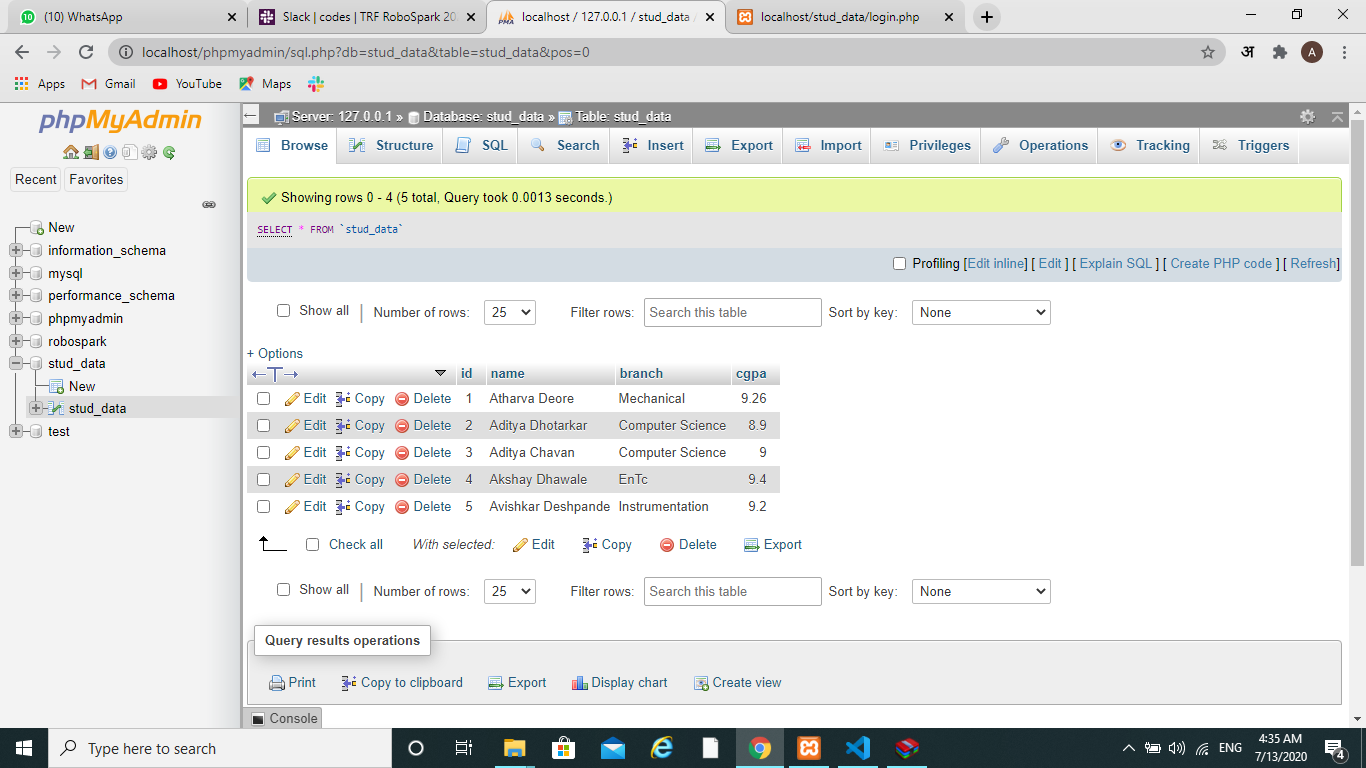 (10) WhatsApp
Slack | codes | TRF RoboSpark 20
localhost / 127.0.0.1 / stud_data /
localhost/stud_data/login.php
localhost/phpmyadmin/sql.php?db=stud_data&table=stud_data&pos=0
अ
A
Apps Gmail YouTube Maps
phpMyAdmin
Recent Favorites
New
information_schema
mysql
performance_schema
phpmyadmin
robospark
stud_data
New
stud_data
test
Server: 127.0.0.1 » Database: stud_data » Table: stud_data
Browse Structure SQL Search Insert Export Import Privileges Operations Tracking Triggers
Showing rows 0 - 4 (5 total, Query took 0.0013 seconds.)
SELECT * FROM `stud_data`
Profiling [Edit inline] [ Edit ] [ Explain SQL ] [ Create PHP code ] [ Refresh]
Show all | Number of rows: 25 Filter rows: Search this table Sort by key: None
+ Options
←T→ id name branch cgpa
Edit Copy Delete 1 Atharva Deore Mechanical 9.26
Edit Copy Delete 2 Aditya Dhotarkar Computer Science 8.9
Edit Copy Delete 3 Aditya Chavan Computer Science 9
Edit Copy Delete 4 Akshay Dhawale EnTc 9.4
Edit Copy Delete 5 Avishkar Deshpande Instrumentation 9.2
Check all With selected: Edit Copy Delete Export
Show all | Number of rows: 25 Filter rows: Search this table Sort by key: None
Query results operations
Print Copy to clipboard Export Display chart Create view
Console
Type here to search
ENG
4:35 AM
7/13/2020
4